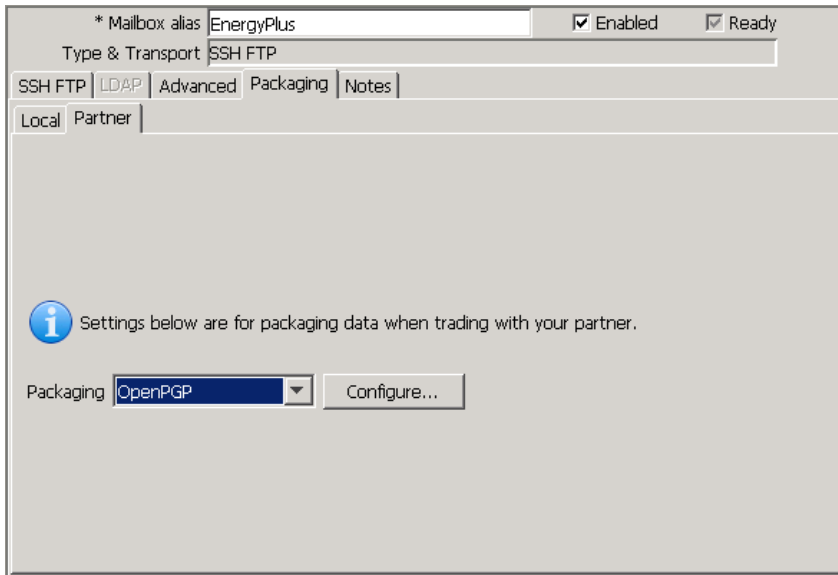 * Mailbox alias EnergyPlus Enabled Ready
Type & Transport SSH FTP
SSH FTP LDAP Advanced Packaging Notes
Local Partner
Settings below are for packaging data when trading with your partner.
Packaging OpenPGP Configure...